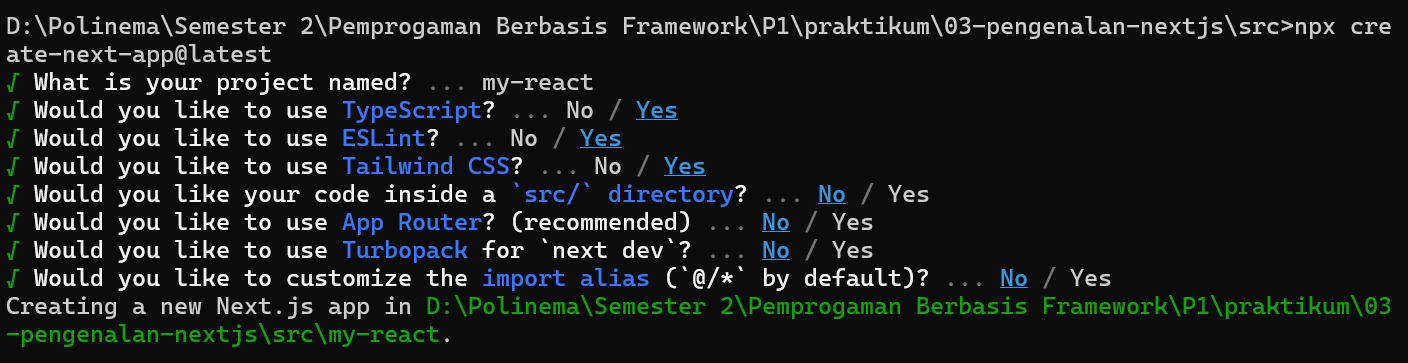 D:\Polinema\Semester 2\Pemprogaman Berbasis Framework\P1\praktikum\03-pengenalan-nextjs\src>npx cre
ate-next-app@latest
√ What is your project named? ... my-react
√ Would you like to use TypeScript? ... No / Yes
√ Would you like to use ESLint? ... No / Yes
√ Would you like to use Tailwind CSS? ... No / Yes
√ Would you like your code inside a `src/` directory? ... No / Yes
√ Would you like to use App Router? (recommended) ... No / Yes
√ Would you like to use Turbopack for `next dev`? ... No / Yes
√ Would you like to customize the import alias (`@/*` by default)? ... No / Yes
Creating a new Next.js app in D:\Polinema\Semester 2\Pemprogaman Berbasis Framework\P1\praktikum\03
-pengenalan-nextjs\src\my-react.